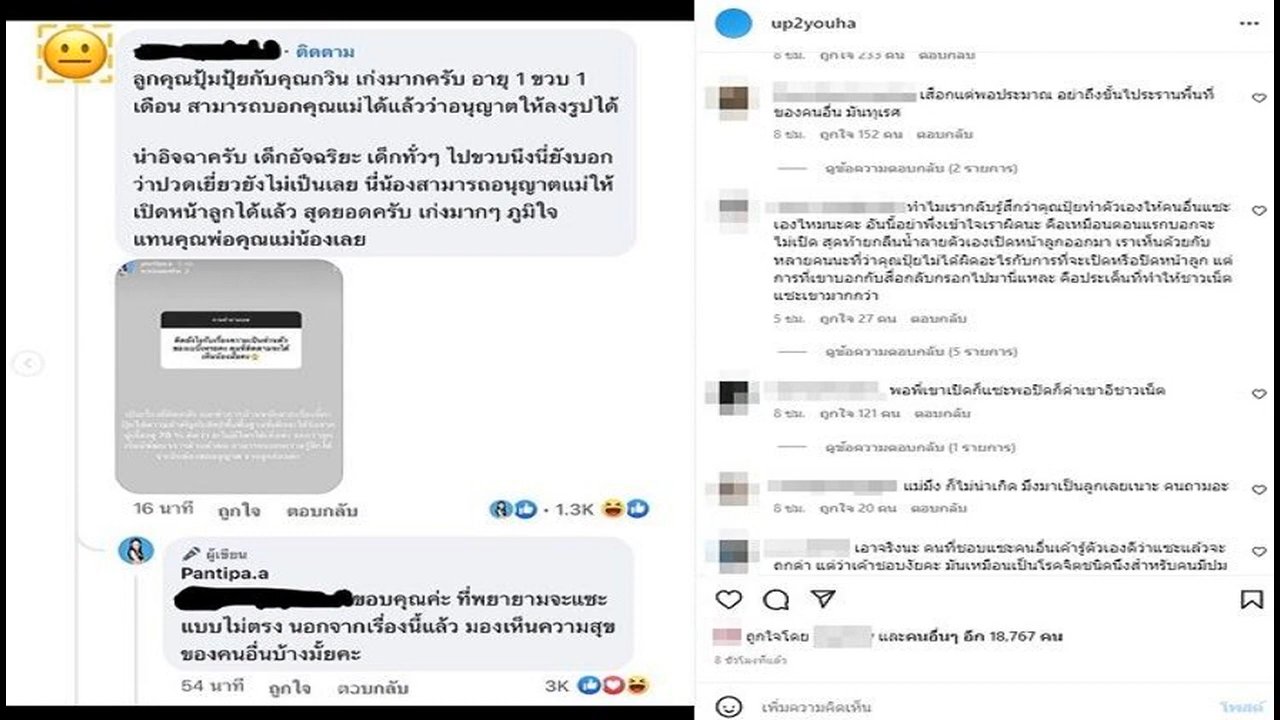 ติดตาม
ลูกคุณปุ้มปุ้ยกับคุณกวิน เก่งมากครับ อายุ 1 ขวบ 1
เดือน สามารถบอกคุณแม่ได้แล้วว่าอนุญาตให้ลงรูปได้
น่าอิจฉาครับ เด็กอัจฉริยะ เด็กทั่วๆ ไปขวบนึงนี่ยังบอก
ว่าปวดเยี่ยวยังไม่เป็นเลย นี่น้องสามารถอนุญาตแม่ให้
เปิดหน้าลูกได้แล้ว สุดยอดครับ เก่งมากๆ ภูมิใจ
แทนคุณพ่อคุณแม่น้องเลย
16 นาที ถูกใจ ตอบกลับ 1.3K
ผู้เขียน
Pantipa.a
ขอบคุณค่ะ ที่พยายามจะแซะ
แบบไม่ตรง นอกจากเรื่องนี้แล้ว มองเห็นความสุข
ของคนอื่นบ้างมั้ยคะ
54 นาที ถูกใจ ตอบกลับ 3K
up2youha
8 ชม. ถูกใจ 233 คน ตอบกลับ
เสือกแต่พอประมาณ อย่าถึงขั้นไประรานพื้นที่
ของคนอื่น มันทุเรศ
8 ชม. ถูกใจ 152 คน ตอบกลับ
ดูข้อความตอบกลับ (2 รายการ)
ทำไมเรากลับรู้สึกว่าคุณปุ้ยทำตัวเองให้คนอื่นแซะ
เองไหมนะคะ อันนี้อย่าพึ่งเข้าใจเราผิดนะ คือเหมือนตอนแรกบอกจะ
ไม่เปิด สุดท้ายกลืนน้ำลายตัวเองเปิดหน้าลูกออกมา เราเห็นด้วยกับ
หลายคนนะที่ว่าคุณปุ้ยไม่ได้ผิดอะไรกับการที่จะเปิดหรือปิดหน้าลูก แต่
การที่เขาบอกกับสื่อกลับกรอกไปมานี่แหละ คือประเด็นที่ทำให้ชาวเน็ต
แซะเขามากกว่า
5 ชม. ถูกใจ 27 คน ตอบกลับ
ดูข้อความตอบกลับ (5 รายการ)
พอพี่เขาเปิดก็แซะพอปิดก็ด่าเขาอีชาวเน็ต
8 ชม. ถูกใจ 121 คน ตอบกลับ
ดูข้อความตอบกลับ (1 รายการ)
แม่มึง ก็ไม่น่าเกิด มึงมาเป็นลูกเลยเนาะ คนถามอะ
8 ชม. ถูกใจ 20 คน ตอบกลับ
เอาจริงนะ คนที่ชอบแซะคนอื่นเค้ารู้ตัวเองดีว่าแซะแล้วจะ
ถูกด่า แต่ว่าเค้าชอบงัยคะ มันเหมือนเป็นโรคจิตชนิดนึงสำหรับคนมีปม
ถูกใจโดย และคนอื่นๆ อีก 18,767 คน
8 ชั่วโมงที่แล้ว
เพิ่มความคิดเห็น โพสต์